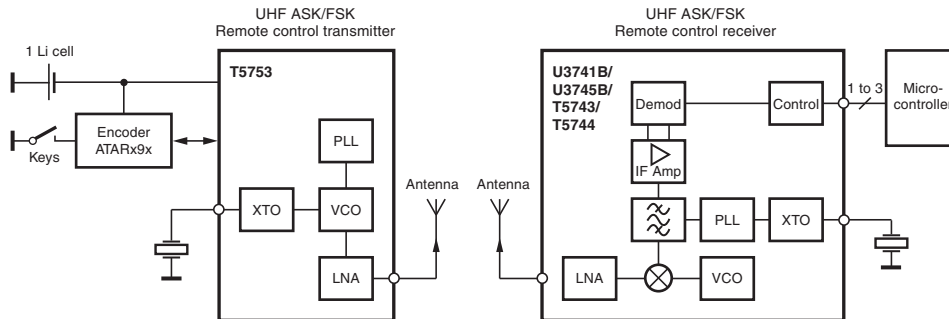 UHF ASK/FSK
Remote control transmitter
UHF ASK/FSK
Remote control receiver
1 Li cell
T5753
U3741B/
U3745B/
T5743/
T5744
1 to 3
Demod
Control
Micro-
controller
Encoder
ATARx9x
Keys
PLL
IF Amp
Antenna
Antenna
XTO
VCO
PLL
XTO
LNA
LNA
VCO